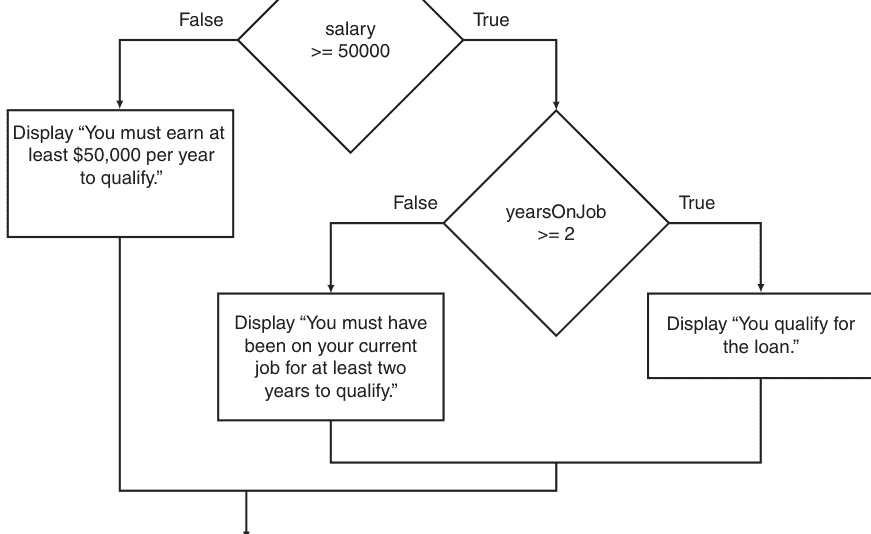 False
salary
>= 50000
True
Display “You must earn at
least $50,000 per year
to qualify.”
False
yearsOnJob
>= 2
True
Display “You must have
been on your current
job for at least two
years to qualify.”
Display “You qualify for
the loan.”